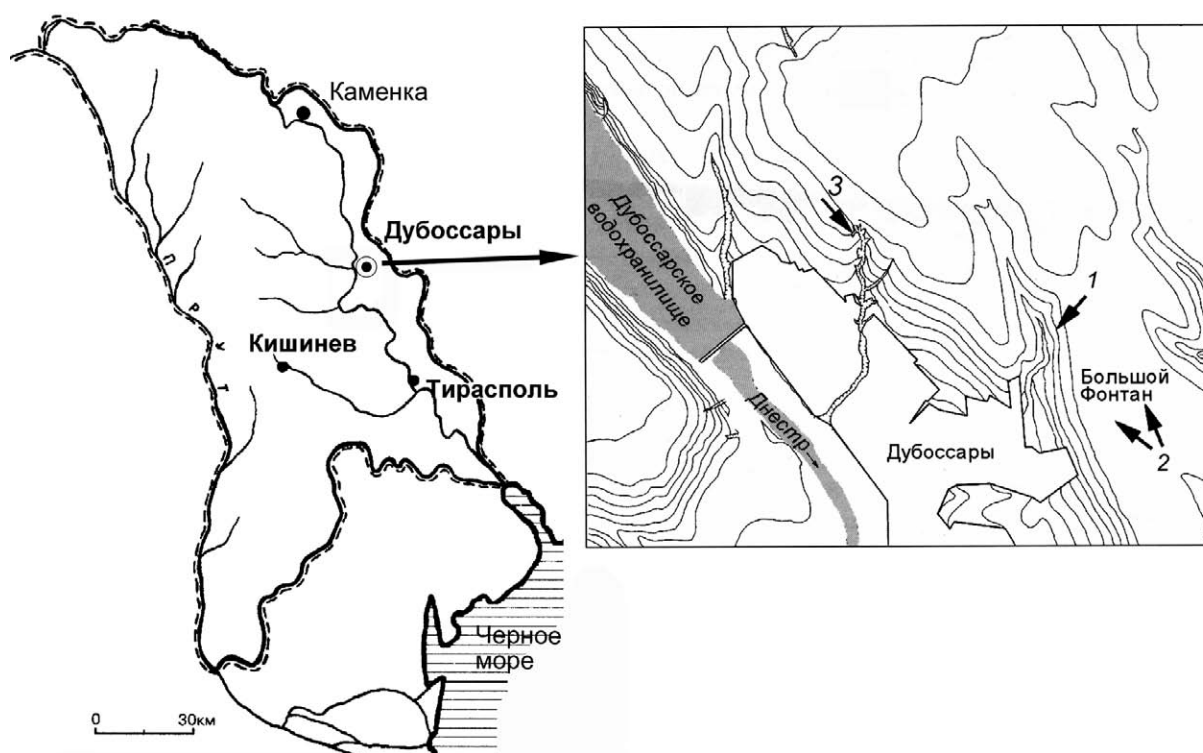 Каменка
Дубоссары
П
Р
У
Т
Кишинев
Тирасполь
Черное
море
0 30км
Дубоссарское
водохранилище
3
1
Большой
Фонтан
2
Днестр
Дубоссары